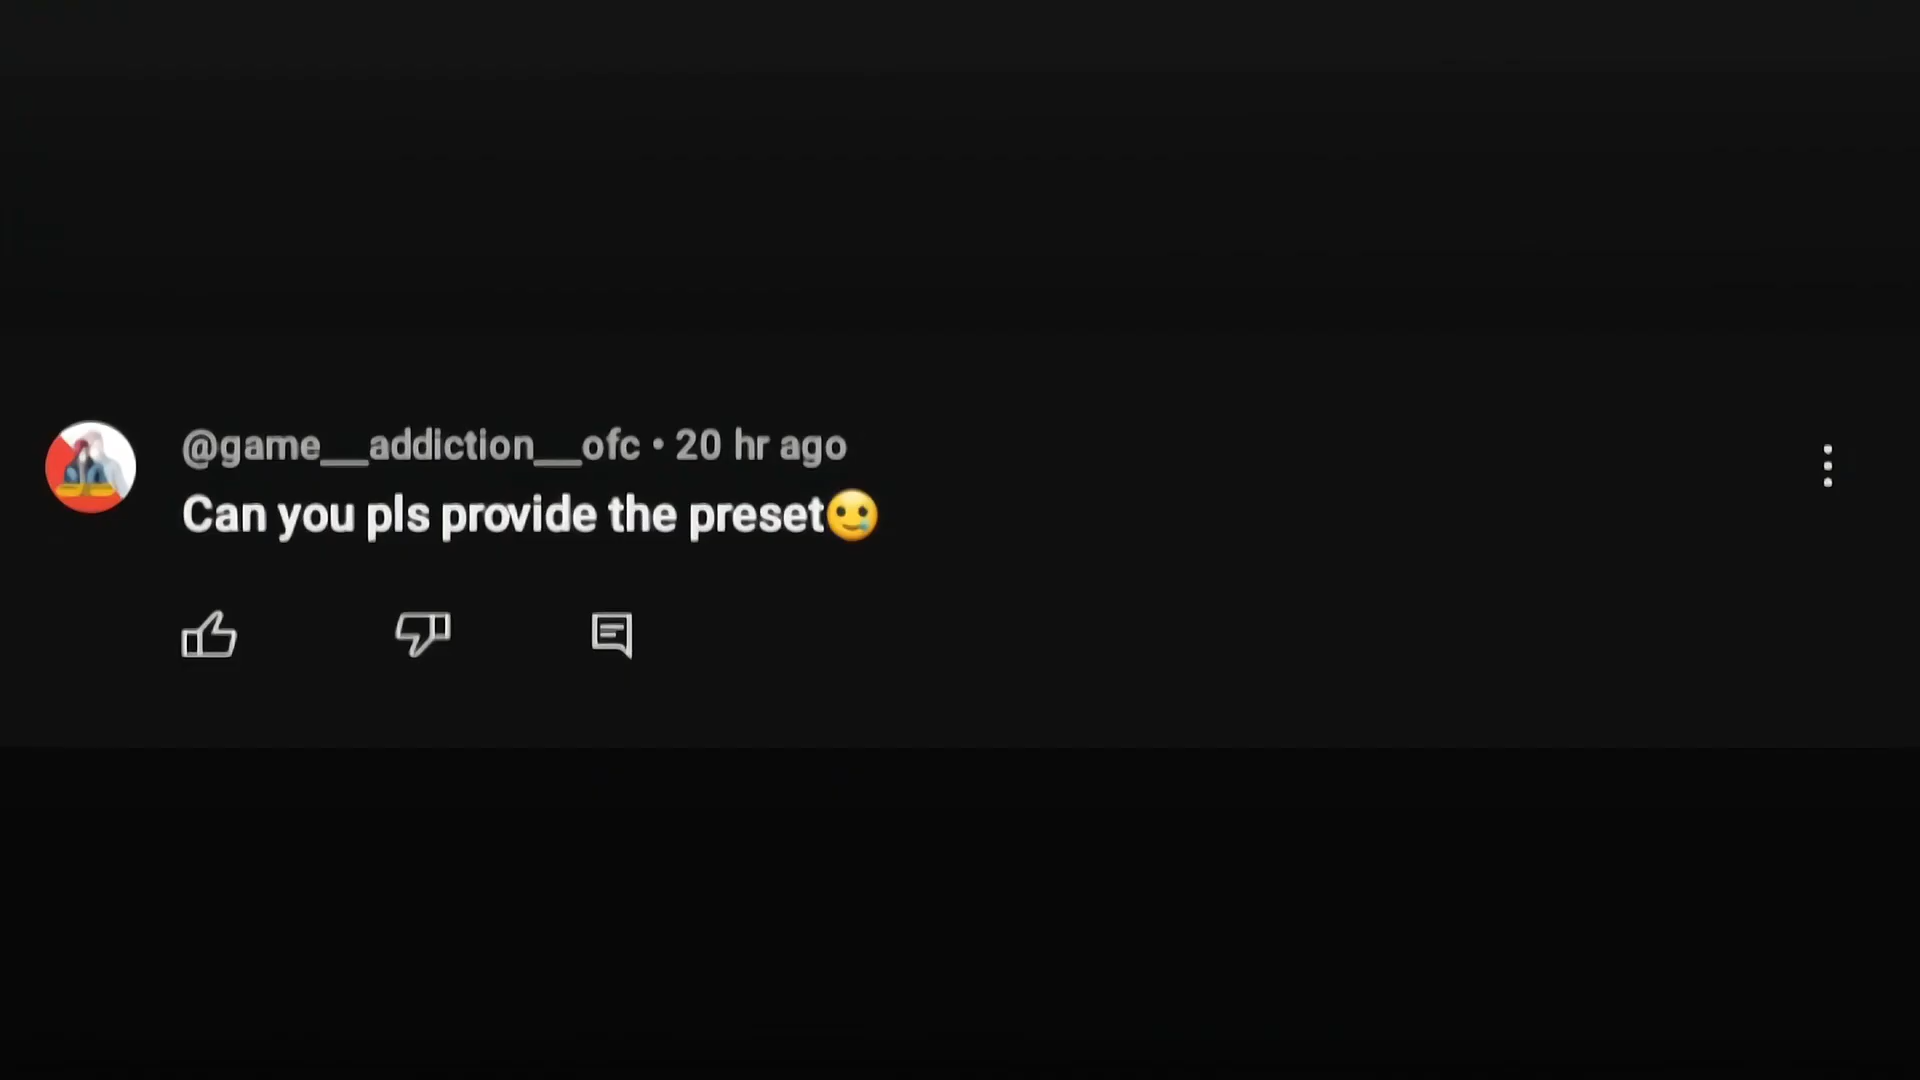 @game__addiction__ofc • 20 hr ago
Can you pls provide the preset🥲